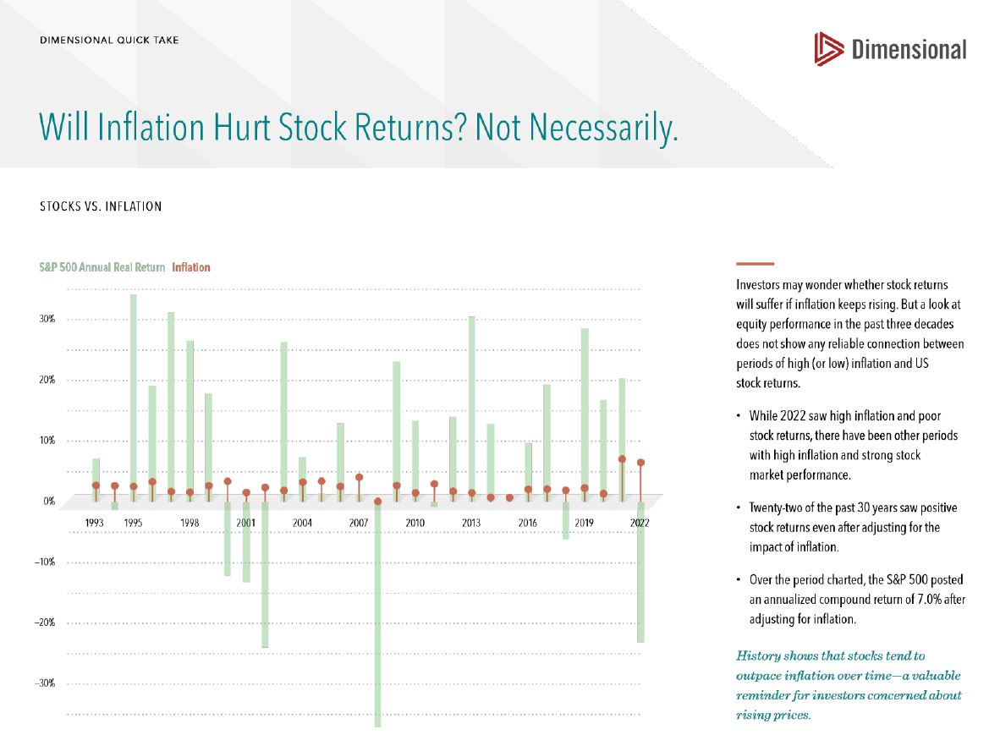 DIMENSIONAL QUICK TAKE
Dimensional
Will Inflation Hurt Stock Returns? Not Necessarily.
STOCKS VS. INFLATION
S&P 500 Annual Real Return Inflation
30%
20%
10%
0%
1993 1995 1998 2001 2004 2007 2010 2013 2016 2019 2022
–10%
–20%
–30%
Investors may wonder whether stock returns
will suffer if inflation keeps rising. But a look at
equity performance in the past three decades
does not show any reliable connection between
periods of high (or low) inflation and US
stock returns.
• While 2022 saw high inflation and poor
stock returns, there have been other periods
with high inflation and strong stock
market performance.
• Twenty-two of the past 30 years saw positive
stock returns even after adjusting for the
impact of inflation.
• Over the period charted, the S&P 500 posted
an annualized compound return of 7.0% after
adjusting for inflation.
History shows that stocks tend to
outpace inflation over time—a valuable
reminder for investors concerned about
rising prices.